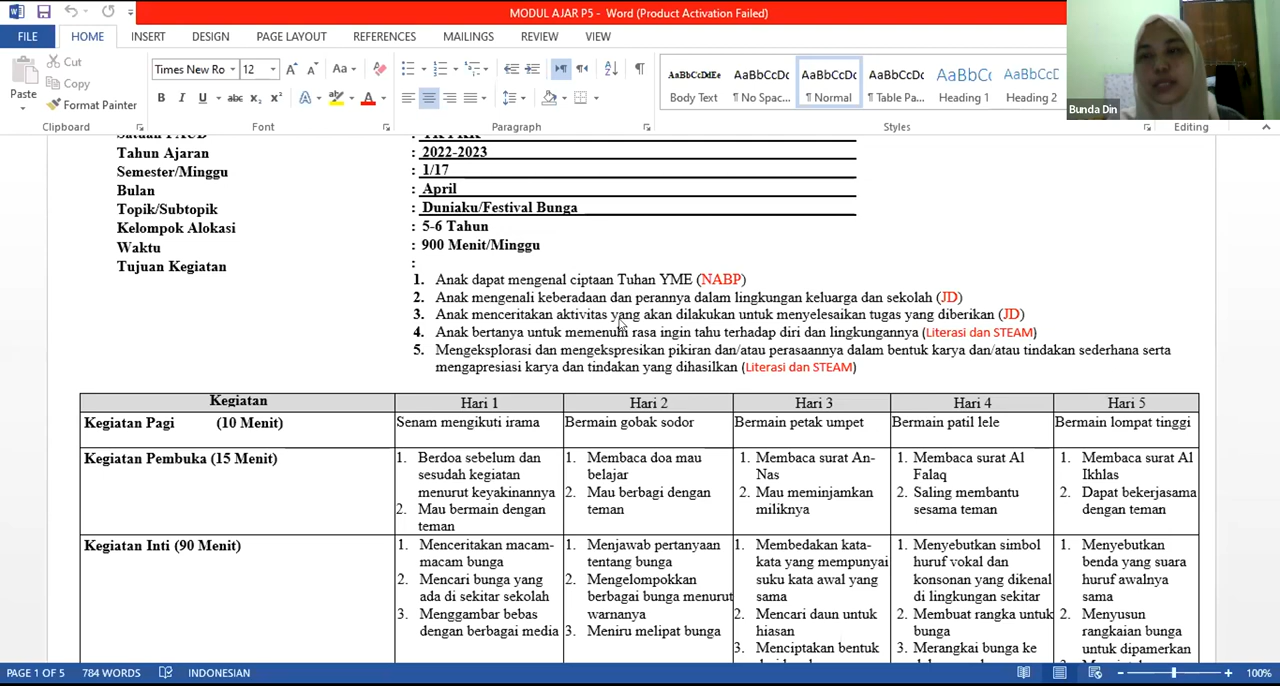 MODUL AJAR P5 - Word (Product Activation Failed)
FILE HOME INSERT DESIGN PAGE LAYOUT REFERENCES MAILINGS REVIEW VIEW
Cut
Copy
Format Painter
Paste
Clipboard
Times New Ro 12
Font
Paragraph
AaBbCcDdEe AaBbCcDc AaBbCcDc AaBbCcDc AaBbCc AaBbCcC
Body Text ¶ No Spac... ¶ Normal ¶ Table Pa... Heading 1 Heading 2
Styles
Editing
Bunda Din
Satuan PAUD : TK PKK
Tahun Ajaran : 2022-2023
Semester/Minggu : 1/17
Bulan : April
Topik/Subtopik : Duniaku/Festival Bunga
Kelompok Alokasi : 5-6 Tahun
Waktu : 900 Menit/Minggu
Tujuan Kegiatan :
1. Anak dapat mengenal ciptaan Tuhan YME (NABP)
2. Anak mengenali keberadaan dan perannya dalam lingkungan keluarga dan sekolah (JD)
3. Anak menceritakan aktivitas yang akan dilakukan untuk menyelesaikan tugas yang diberikan (JD)
4. Anak bertanya untuk memenuhi rasa ingin tahu terhadap diri dan lingkungannya (Literasi dan STEAM)
5. Mengeksplorasi dan mengekspresikan pikiran dan/atau perasaannya dalam bentuk karya dan/atau tindakan sederhana serta
mengapresiasi karya dan tindakan yang dihasilkan (Literasi dan STEAM)
Kegiatan Hari 1 Hari 2 Hari 3 Hari 4 Hari 5
Kegiatan Pagi (10 Menit)
Senam mengikuti irama
Bermain gobak sodor
Bermain petak umpet
Bermain patil lele
Bermain lompat tinggi
Kegiatan Pembuka (15 Menit)
1. Berdoa sebelum dan
sesudah kegiatan
menurut keyakinannya
2. Mau bermain dengan
teman
1. Membaca doa mau
belajar
2. Mau berbagi dengan
teman
1. Membaca surat An-
Nas
2. Mau meminjamkan
miliknya
1. Membaca surat Al
Falaq
2. Saling membantu
sesama teman
1. Membaca surat Al
Ikhlas
2. Dapat bekerjasama
dengan teman
Kegiatan Inti (90 Menit)
1. Menceritakan macam-
macam bunga
2. Mencari bunga yang
ada di sekitar sekolah
3. Menggambar bebas
dengan berbagai media
1. Menjawab pertanyaan
tentang bunga
2. Mengelompokkan
berbagai bunga menurut
warnanya
3. Meniru melipat bunga
1. Membedakan kata-
kata yang mempunyai
suku kata awal yang
sama
2. Mencari daun untuk
hiasan
3. Menciptakan bentuk
1. Menyebutkan simbol
huruf vokal dan
konsonan yang dikenal
di lingkungan sekitar
2. Membuat rangka untuk
bunga
3. Merangkai bunga ke
1. Menyebutkan
benda yang suara
huruf awalnya
sama
2. Menyusun
rangkaian bunga
untuk dipamerkan
PAGE 1 OF 5 784 WORDS INDONESIAN 100%